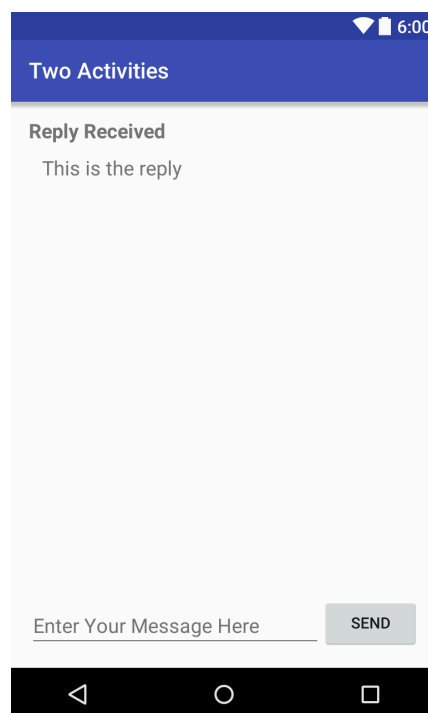 6:00
Two Activities
Reply Received
This is the reply
Enter Your Message Here
SEND